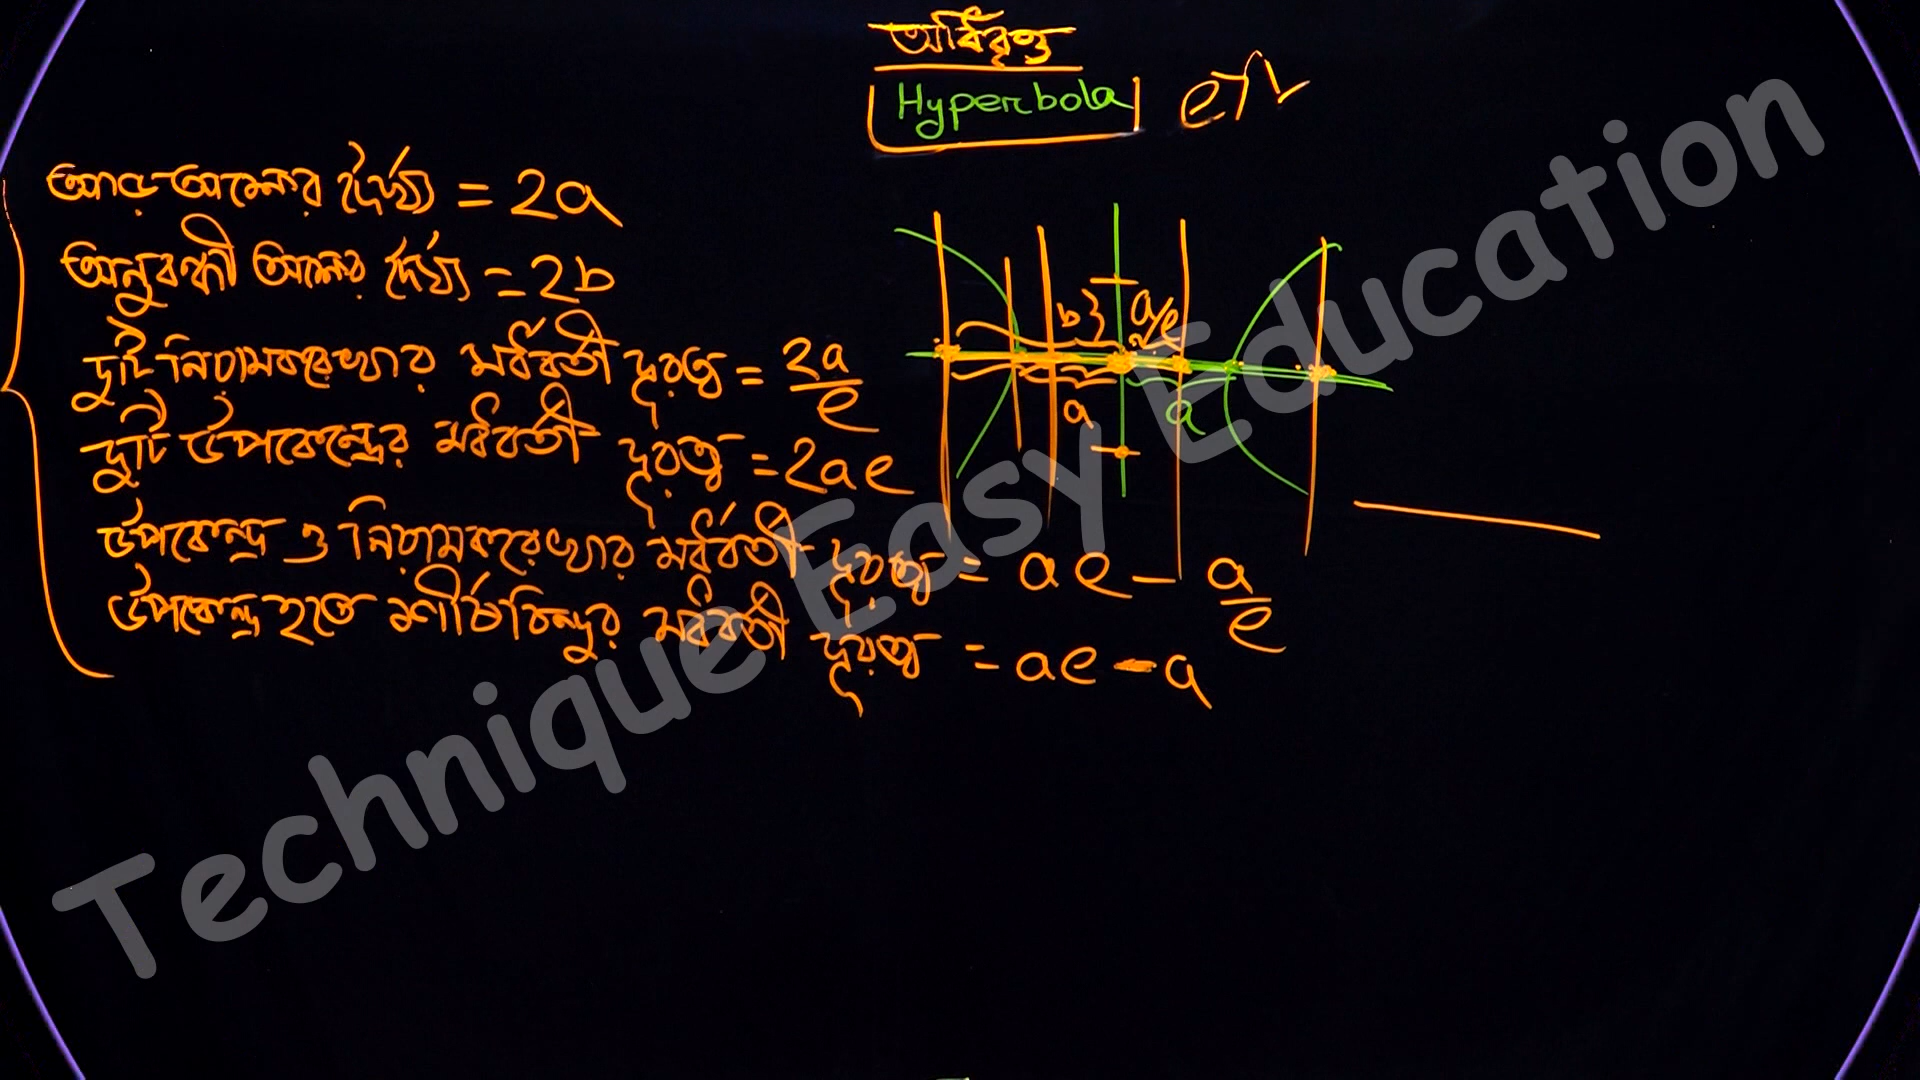 অধিবৃত্ত
Hyperbola e>1
আড় অক্ষের দৈর্ঘ্য = 2a
অনুবন্ধী অক্ষের দৈর্ঘ্য = 2b
দুটি নিয়ামকরেখার মধ্যবর্তী দূরত্ব = 2a/e
দুটি উপকেন্দ্রের মধ্যবর্তী দূরত্ব = 2ae
উপকেন্দ্র ও নিয়ামকরেখার মধ্যবর্তী দূরত্ব = ae - a/e
উপকেন্দ্র হতে শীর্ষবিন্দুর মধ্যবর্তী দূরত্ব = ae - a
b a/e
a a
Technique Easy Education